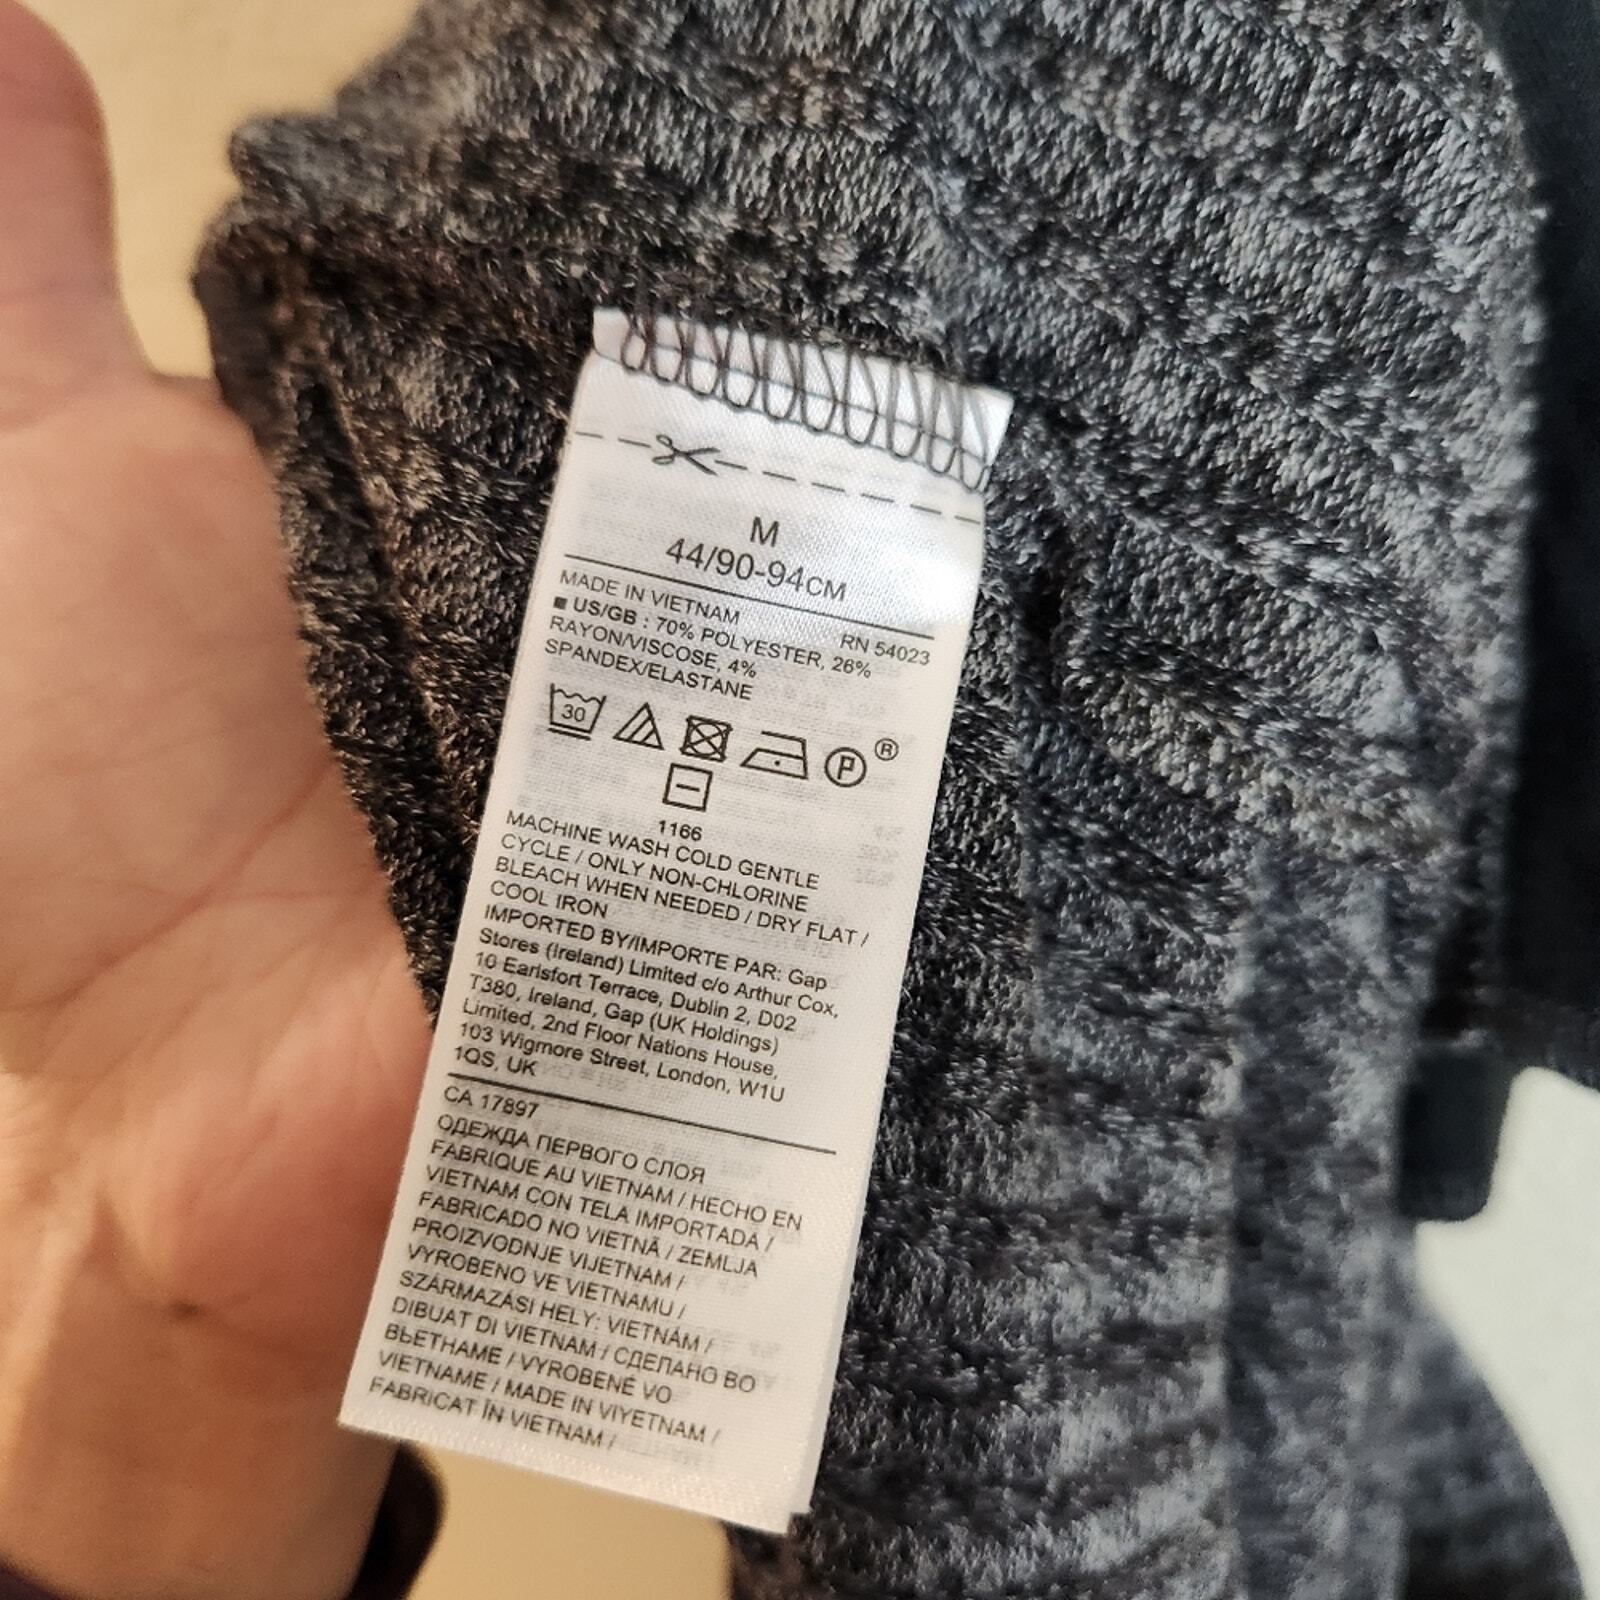 M
44/90-94CM
MADE IN VIETNAM
RN 54023
■ US/GB : 70% POLYESTER, 26%
RAYON/VISCOSE, 4%
SPANDEX/ELASTANE
30
P ®
1166
MACHINE WASH COLD GENTLE
CYCLE / ONLY NON-CHLORINE
BLEACH WHEN NEEDED / DRY FLAT /
COOL IRON
IMPORTED BY/IMPORTE PAR: Gap
Stores (Ireland) Limited c/o Arthur Cox,
10 Earlsfort Terrace, Dublin 2, D02
T380, Ireland, Gap (UK Holdings)
Limited, 2nd Floor Nations House,
103 Wigmore Street, London, W1U
1QS, UK
CA 17897
ОДЕЖДА ПЕРВОГО СЛОЯ
FABRIQUE AU VIETNAM / HECHO EN
VIETNAM CON TELA IMPORTADA /
FABRICADO NO VIETNÃ / ZEMLJA
PROIZVODNJE VIJETNAM /
VYROBENO VE VIETNAMU /
SZÁRMAZÁSI HELY: VIETNÁM /
DIBUAT DI VIETNAM / СДЕЛАНО ВО
ВЬЕТНАМЕ / VYROBENÉ VO
VIETNAME / MADE IN VIYETNAM /
FABRICAT ÎN VIETNAM /